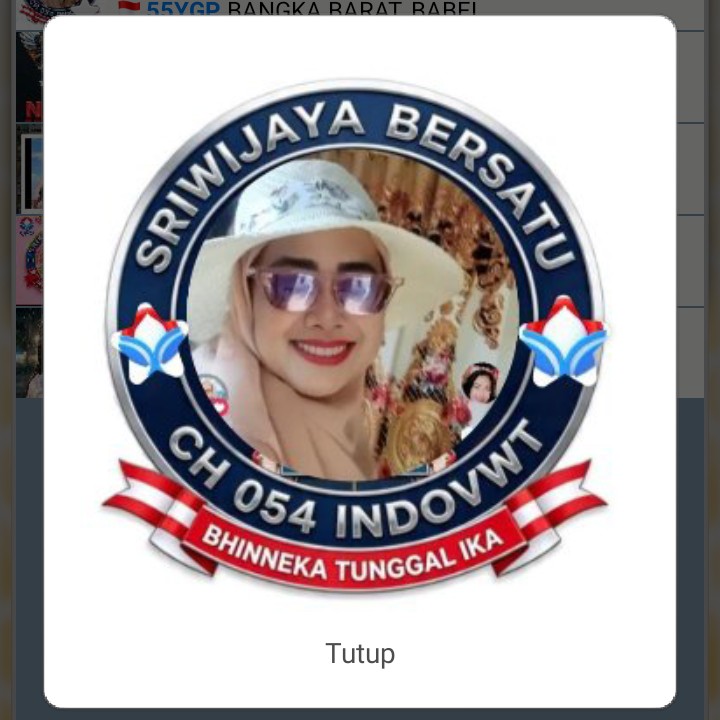 55YGP BANGKA BARAT BABEL
SRIWIJAYA BERSATU
CH 054 INDOVWT
BHINNEKA TUNGGAL IKA
Tutup